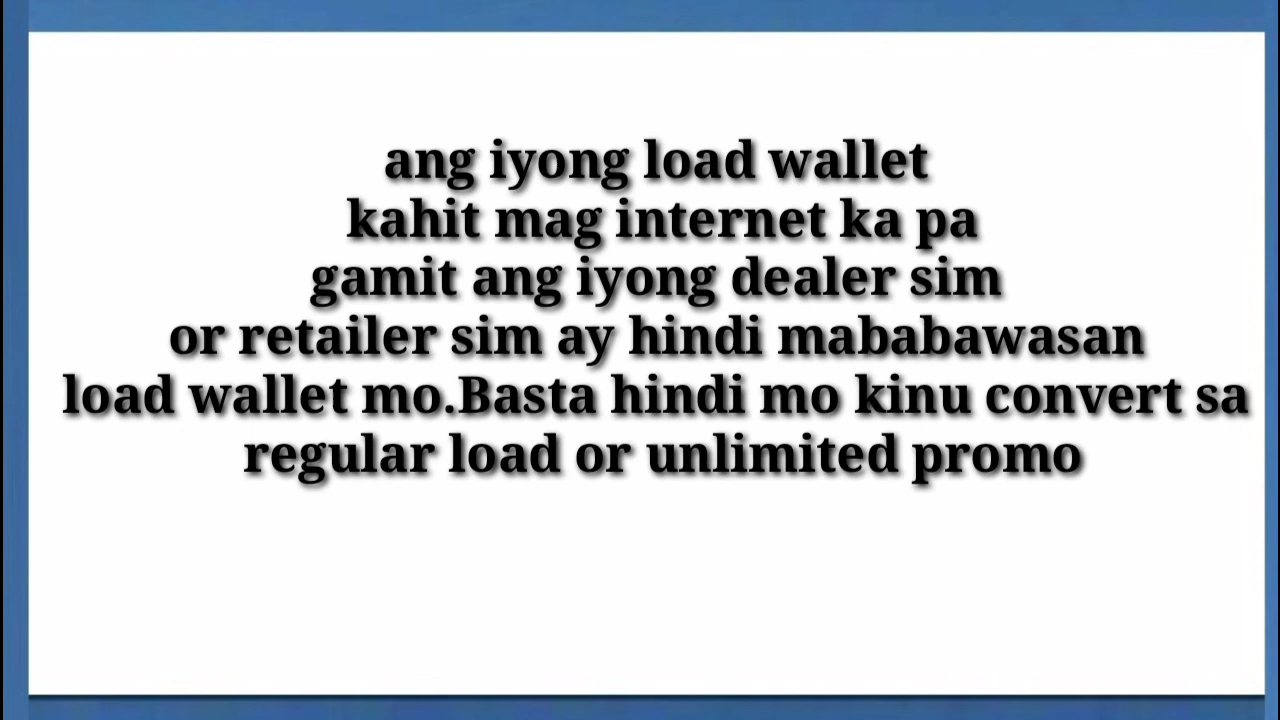 ang iyong load wallet
kahit mag internet ka pa
gamit ang iyong dealer sim
or retailer sim ay hindi mababawasan
load wallet mo.Basta hindi mo kinu convert sa
regular load or unlimited promo